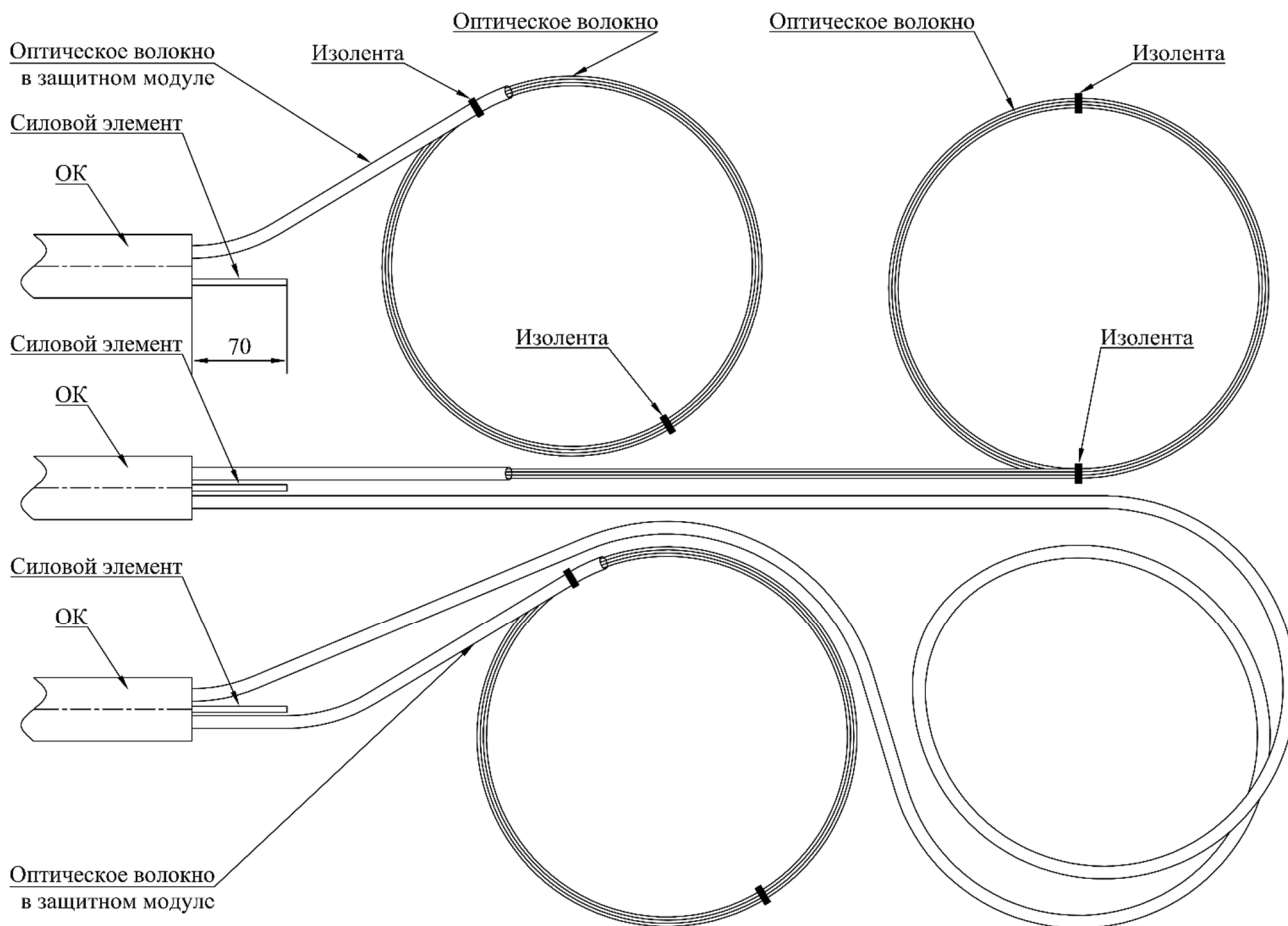 Оптическое волокно
Изолента
Оптическое волокно
Изолента
Оптическое волокно
в защитном модуле
Силовой элемент
ОК
Изолента
Изолента
70
Силовой элемент
ОК
Силовой элемент
ОК
Оптическое волокно
в защитном модуле